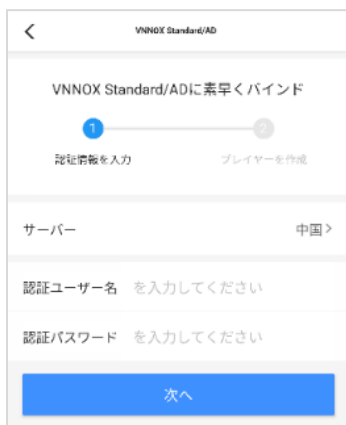 VNNOX Standard/AD
VNNOX Standard/ADに素早くバインド
1 2
認証情報を入力 プレイヤーを作成
サーバー 中国
認証ユーザー名 を入力してください
認証パスワード を入力してください
次へ